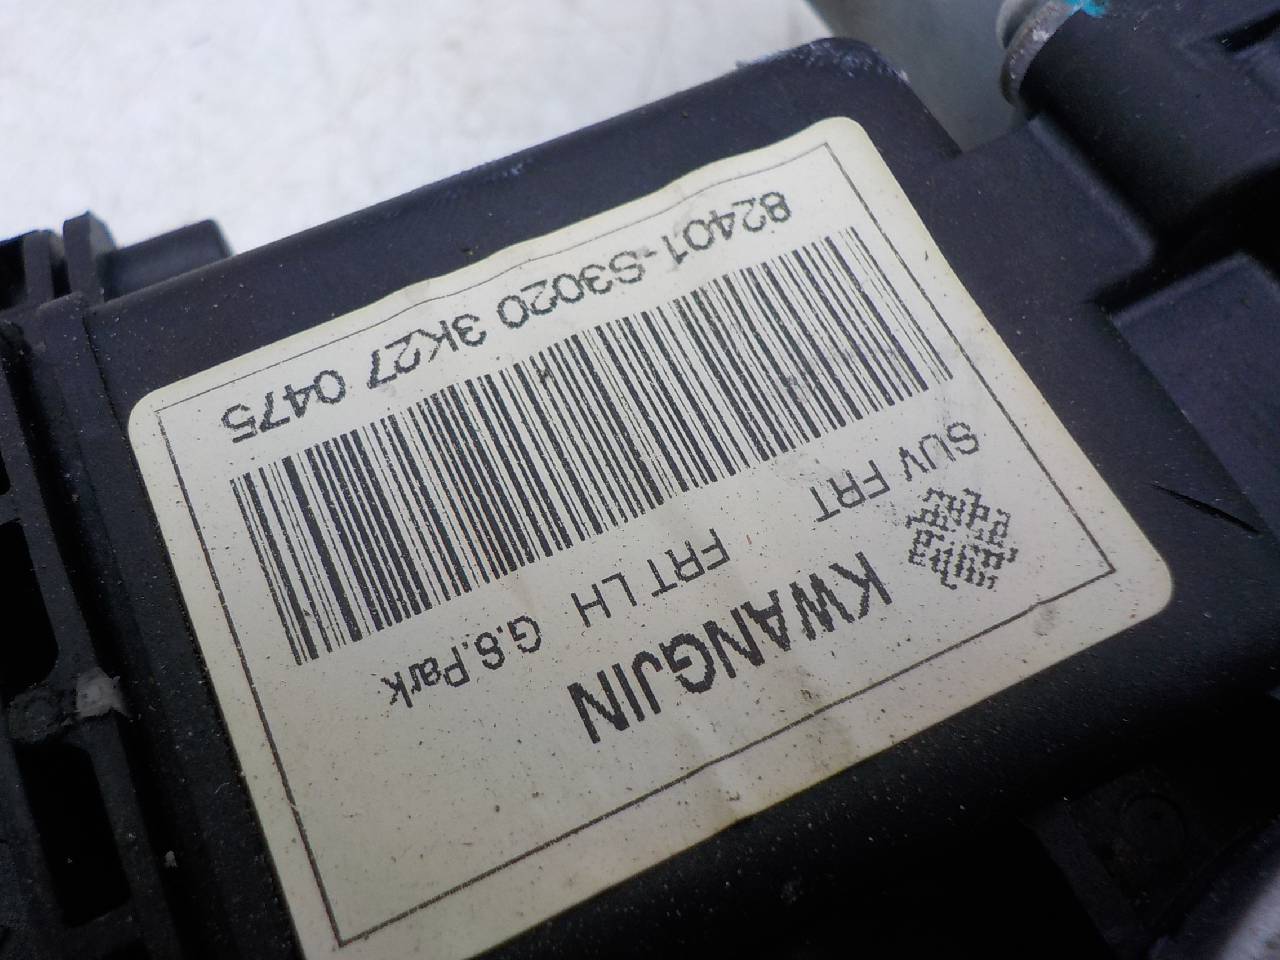 KWANGJIN
SUV FRT FRT LH G.S.Park
82401-S3020 3K27 0475